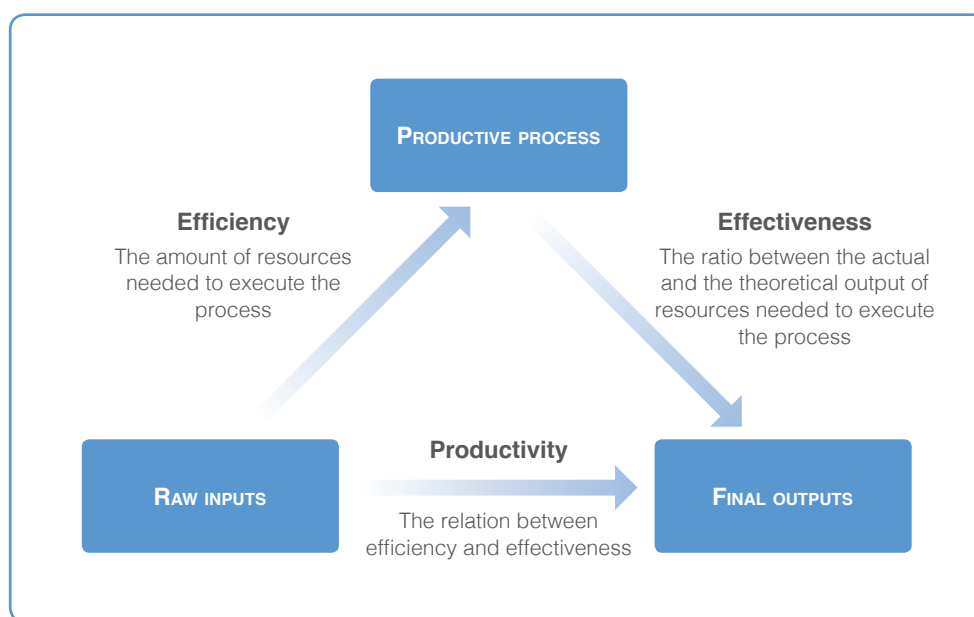 Productive process
Efficiency
The amount of resources
needed to execute the
process
Effectiveness
The ratio between the actual
and the theoretical output of
resources needed to execute
the process
Raw inputs
Productivity
The relation between
efficiency and effectiveness
Final outputs